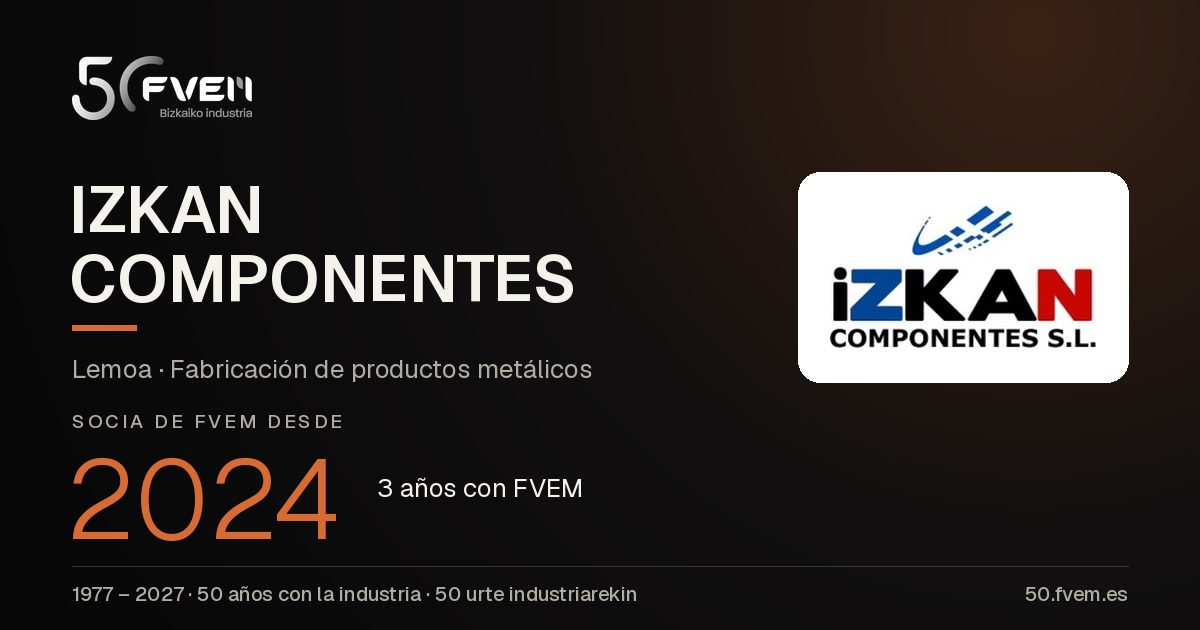 50 FVEM
Bizkaiko industria
IZKAN
COMPONENTES
iZKAN
COMPONENTES S.L.
Lemoa · Fabricación de productos metálicos
SOCIA DE FVEM DESDE
2024
3 años con FVEM
1977 – 2027 · 50 años con la industria · 50 urte industriarekin
50.fvem.es